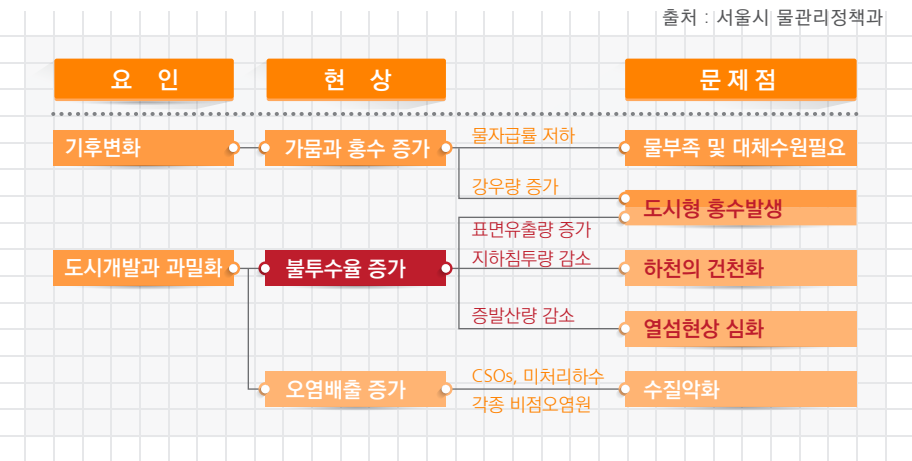 출처 : 서울시 물관리정책과
요 인
현 상
문제점
기후변화
가뭄과 홍수 증가
물자급률 저하
물부족 및 대체수원필요
강우량 증가
도시형 홍수발생
표면유출량 증가
도시개발과 과밀화
불투수율 증가
지하침투량 감소
하천의 건천화
증발산량 감소
열섬현상 심화
오염배출 증가
CSOs, 미처리하수
각종 비점오염원
수질악화